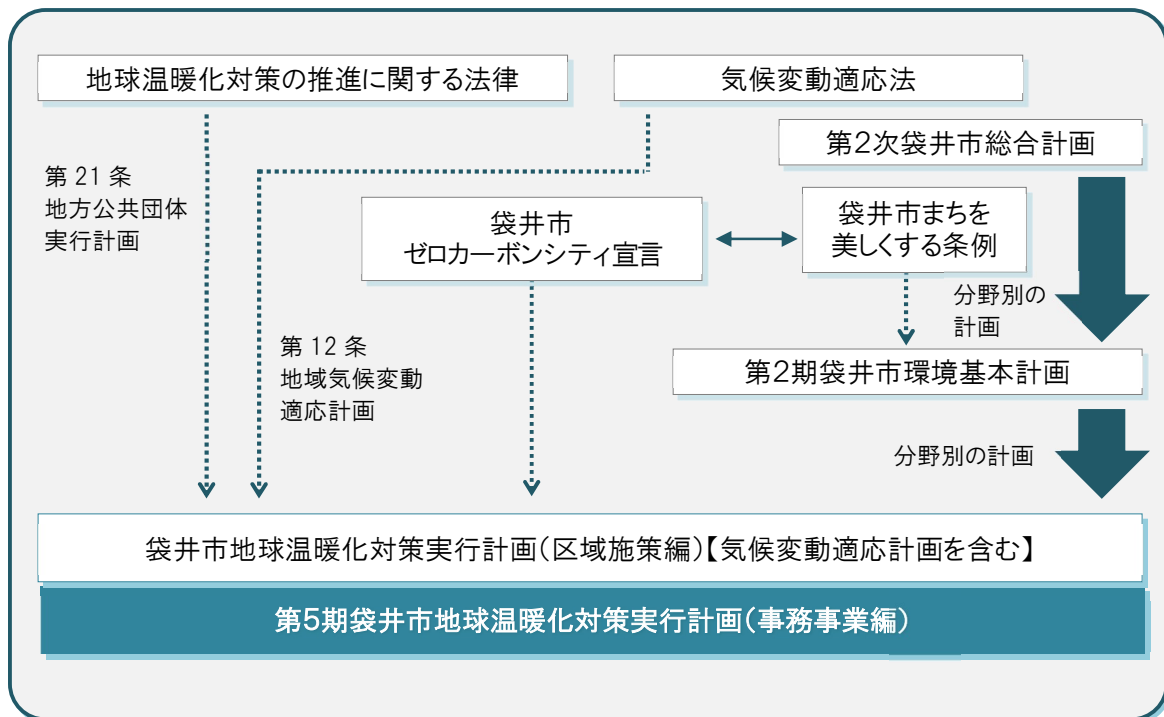 地球温暖化対策の推進に関する法律
気候変動適応法
第2次袋井市総合計画
第 21 条
地方公共団体
実行計画
袋井市
ゼロカーボンシティ宣言
袋井市まちを
美しくする条例
分野別の
計画
第 12 条
地域気候変動
適応計画
第2期袋井市環境基本計画
分野別の計画
袋井市地球温暖化対策実行計画(区域施策編)【気候変動適応計画を含む】
第5期袋井市地球温暖化対策実行計画(事務事業編)